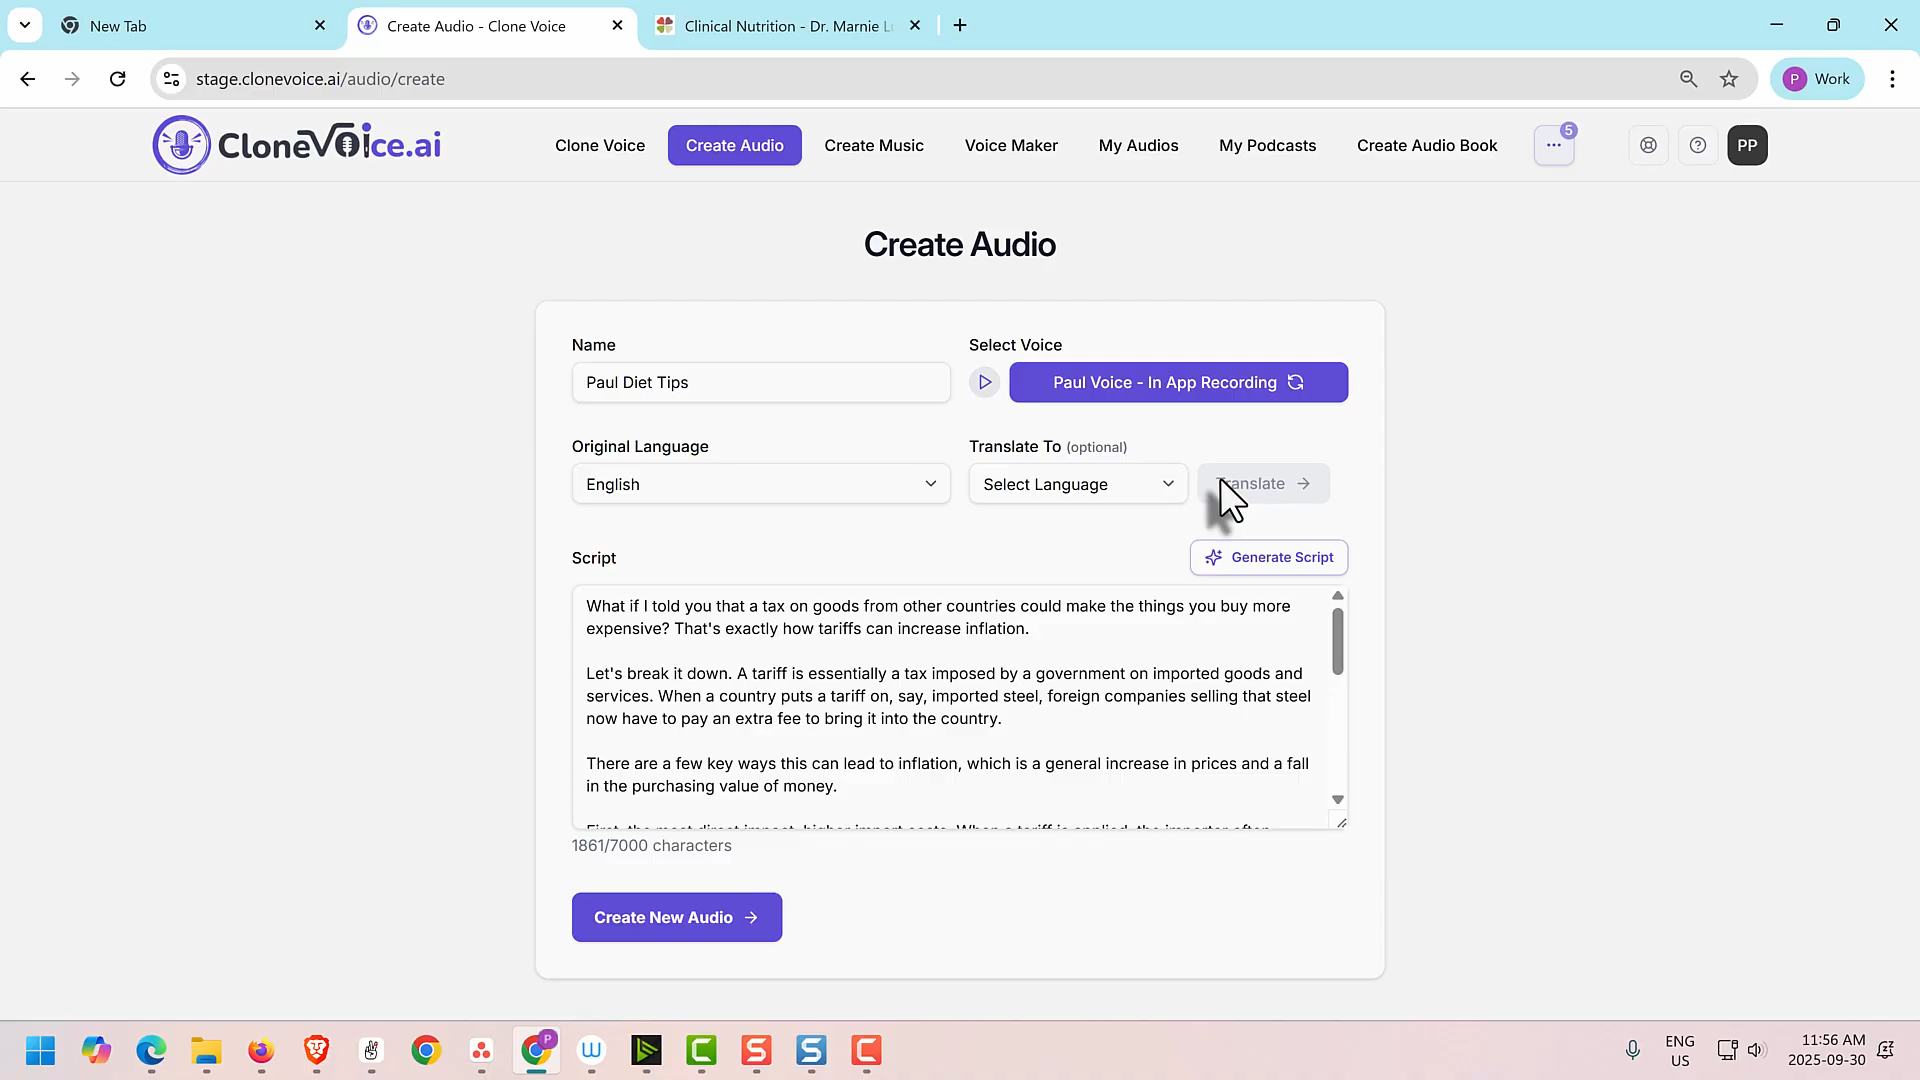 New Tab
Create Audio - Clone Voice
Clinical Nutrition - Dr. Marnie L
stage.clonevoice.ai/audio/create
P Work
CloneVoice.ai
Clone Voice
Create Audio
Create Music
Voice Maker
My Audios
My Podcasts
Create Audio Book
5
PP
Create Audio
Name
Select Voice
Paul Diet Tips
Paul Voice - In App Recording
Original Language
Translate To (optional)
English
Select Language
Script
Generate Script
What if I told you that a tax on goods from other countries could make the things you buy more
expensive? That's exactly how tariffs can increase inflation.
Let's break it down. A tariff is essentially a tax imposed by a government on imported goods and
services. When a country puts a tariff on, say, imported steel, foreign companies selling that steel
now have to pay an extra fee to bring it into the country.
There are a few key ways this can lead to inflation, which is a general increase in prices and a fall
in the purchasing value of money.
1861/7000 characters
Create New Audio
P
ENG
US
11:56 AM
2025-09-30